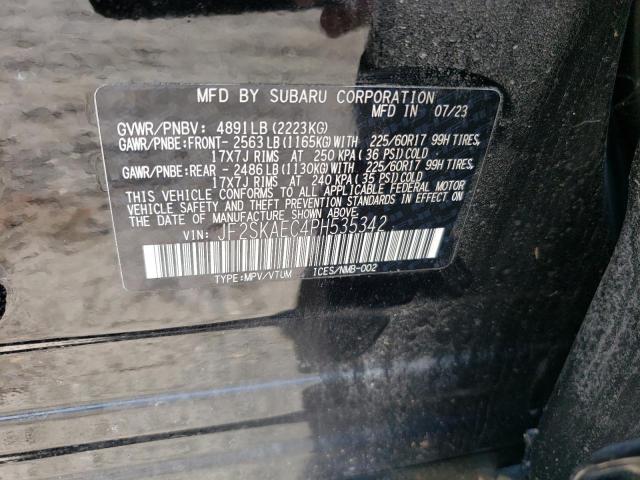 MFD BY SUBARU CORPORATION
MFD IN 07/23
GVWR/PNBV: 4891LB(2223KG)
GAWR/PNBE:FRONT- 2563LB(1165KG)WITH 225/60R17 99H TIRES,
17X7J RIMS AT 250 KPA(36 PSI)COLD
GAWR/PNBE:REAR - 2486LB(1130KG)WITH 225/60R17 99H TIRES,
17X7J RIMS AT 240 KPA(35 PSI)COLD
THIS VEHICLE CONFORMS TO ALL APPLICABLE FEDERAL MOTOR
VEHICLE SAFETY AND THEFT PREVENTION STANDARDS IN EFFECT ON
THE DATE OF MANUFACTURE SHOWN ABOVE.
VIN: JF2SKAEC4PH535342
TYPE:MPV/VTUM ICES/NMB-002